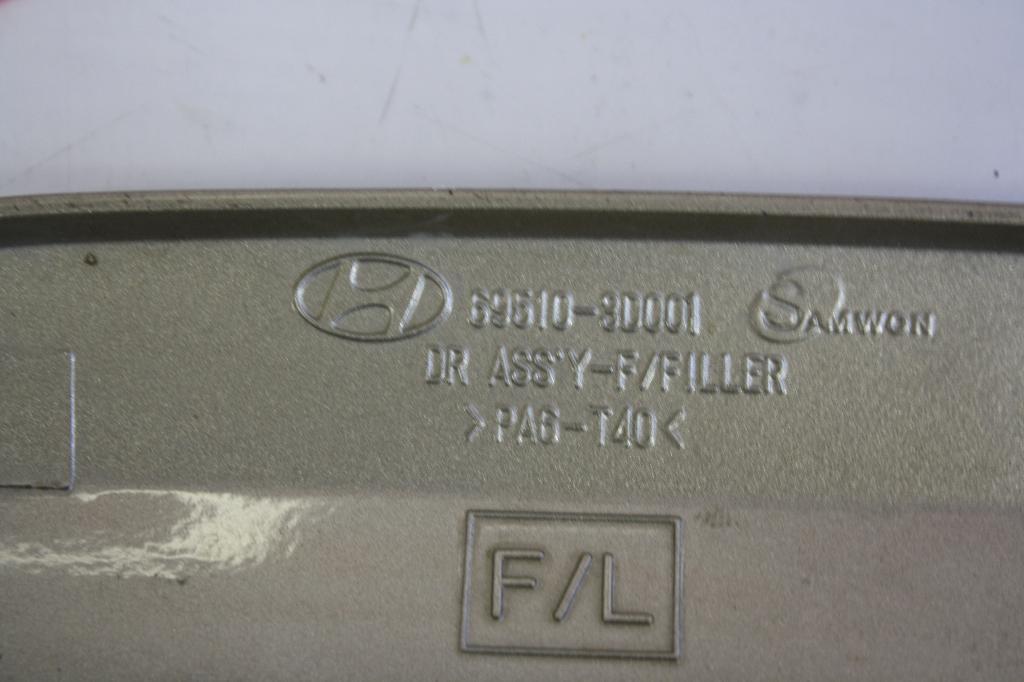 69510-3D001 SAMWON
DR ASS'Y-F/FILLER
>PA6-T40<
F/L